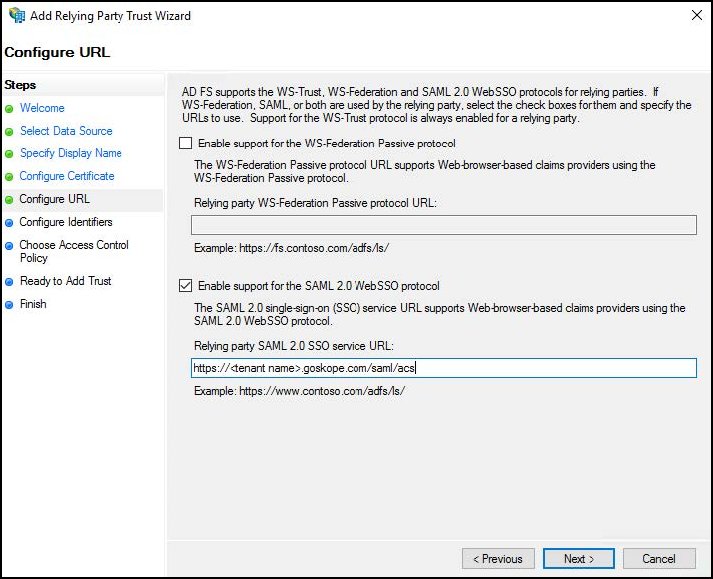 Add Relying Party Trust Wizard
Configure URL
Steps
Welcome
Select Data Source
Specify Display Name
Configure Certificate
Configure URL
Configure Identifiers
Choose Access Control
Policy
Ready to Add Trust
Finish
AD FS supports the WS-Trust, WS-Federation and SAML 2.0 WebSSO protocols for relying parties. If
WS-Federation, SAML, or both are used by the relying party, select the check boxes for them and specify the
URLs to use. Support for the WS-Trust protocol is always enabled for a relying party.
Enable support for the WS-Federation Passive protocol
The WS-Federation Passive protocol URL supports Web-browser-based claims providers using the
WS-Federation Passive protocol.
Relying party WS-Federation Passive protocol URL:
Example: https://fs.contoso.com/adfs/ls/
Enable support for the SAML 2.0 WebSSO protocol
The SAML 2.0 single-sign-on (SSO) service URL supports Web-browser-based claims providers using the
SAML 2.0 WebSSO protocol.
Relying party SAML 2.0 SSO service URL:
https://<tenant name>.goskope.com/saml/acs
Example: https://www.contoso.com/adfs/ls/
< Previous
Next >
Cancel